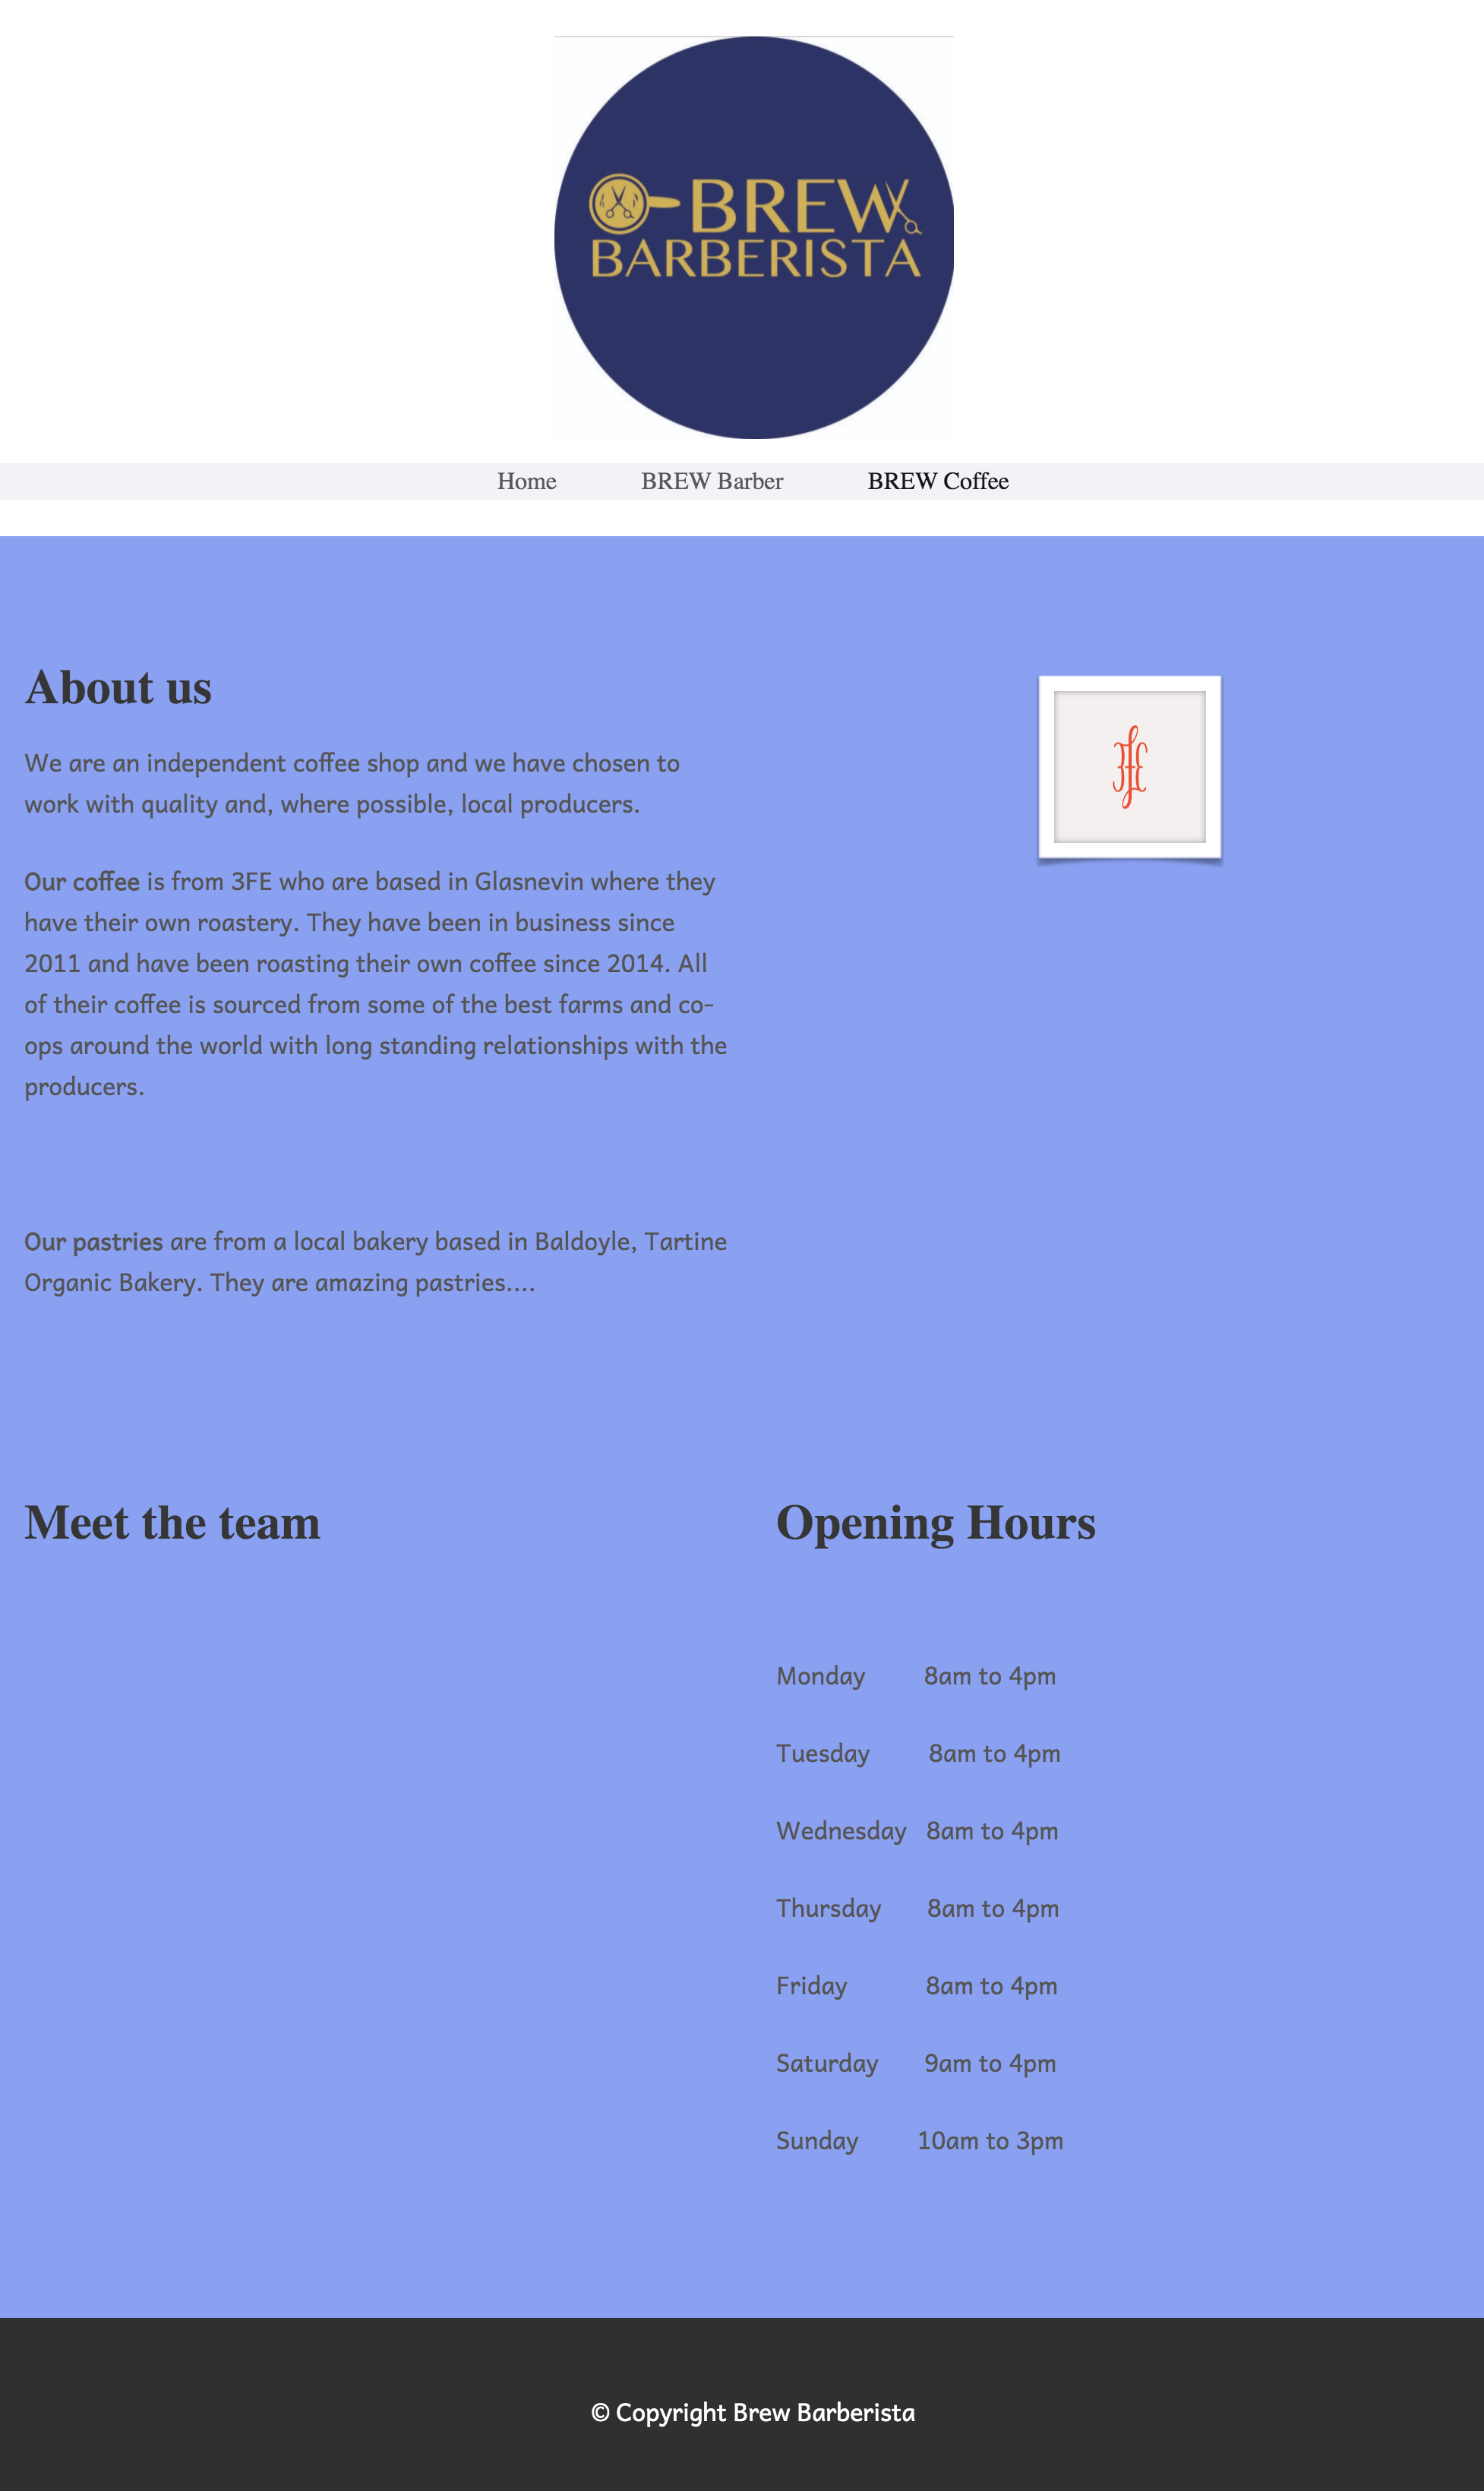 BREW
BARBERISTA
Home BREW Barber BREW Coffee
About us
We are an independent coffee shop and we have chosen to
work with quality and, where possible, local producers.
Our coffee is from 3FE who are based in Glasnevin where they
have their own roastery. They have been in business since
2011 and have been roasting their own coffee since 2014. All
of their coffee is sourced from some of the best farms and co-
ops around the world with long standing relationships with the
producers.
Our pastries are from a local bakery based in Baldoyle, Tartine
Organic Bakery. They are amazing pastries....
Meet the team
Opening Hours
Monday 8am to 4pm
Tuesday 8am to 4pm
Wednesday 8am to 4pm
Thursday 8am to 4pm
Friday 8am to 4pm
Saturday 9am to 4pm
Sunday 10am to 3pm
© Copyright Brew Barberista